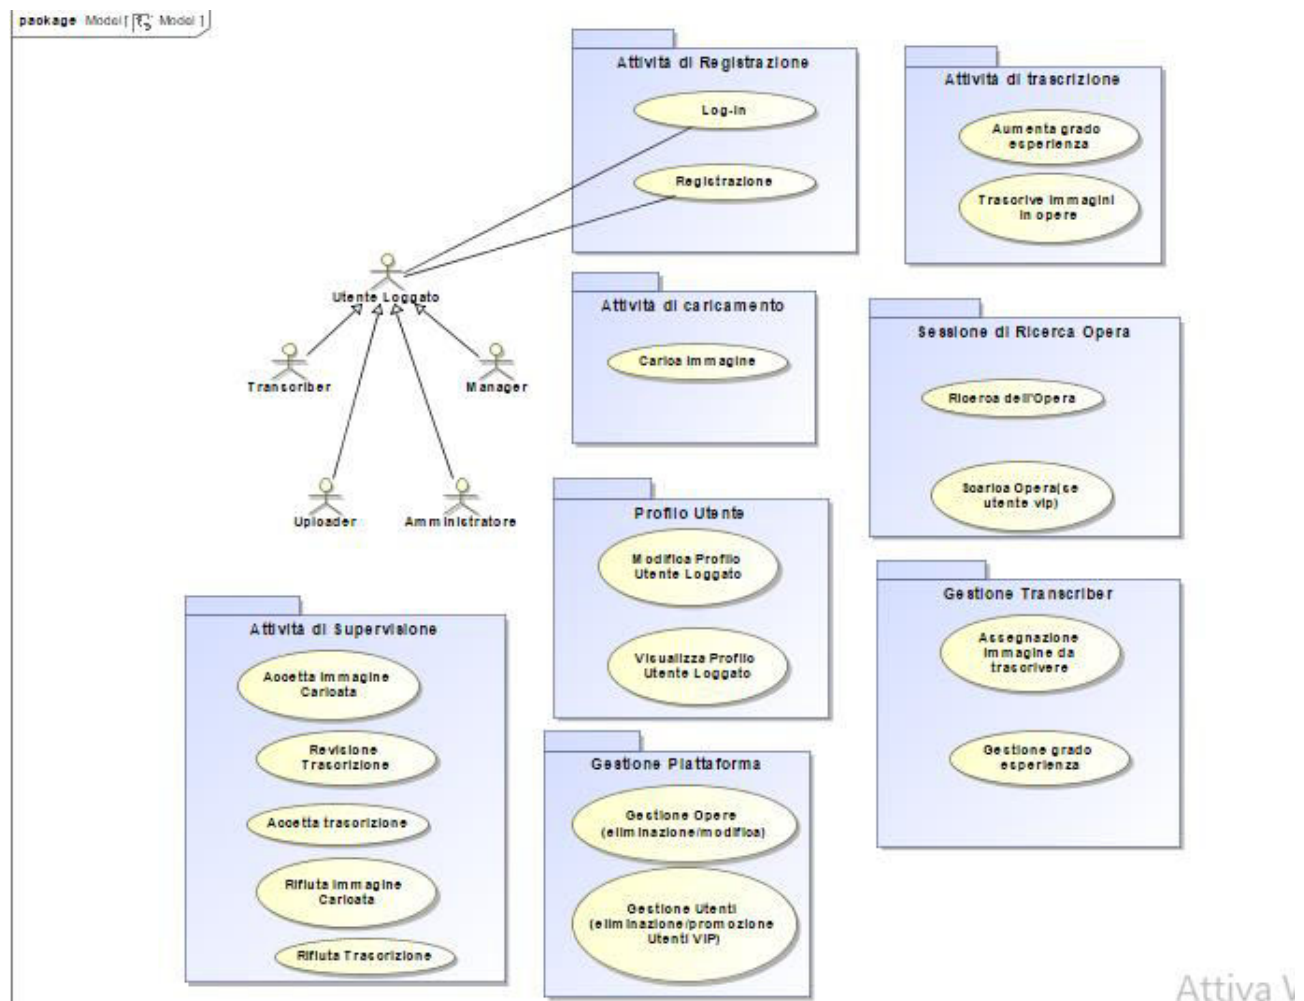 package Model [ Model ]
Attività di Registrazione
Log-in
Registrazione
Attività di trascrizione
Aumenta grado
esperienza
Trascrive immagini
in opere
Utente Loggato
Transcriber
Manager
Uploader
Amministratore
Attività di caricamento
Carica immagine
Sessione di Ricerca Opera
Ricerca dell'Opera
Scarica Opera(se
utente vip)
Profilo Utente
Modifica Profilo
Utente Loggato
Visualizza Profilo
Utente Loggato
Gestione Transcriber
Assegnazione
immagine da
trascrivere
Gestione grado
esperienza
Attività di Supervisione
Accetta immagine
Caricata
Revisione
Trascrizione
Accetta trascrizione
Rifiuta immagine
Caricata
Rifiuta Trascrizione
Gestione Piattaforma
Gestione Opere
(eliminazione/modifica)
Gestione Utenti
(eliminazione/promozione
Utenti VIP)
Attiva